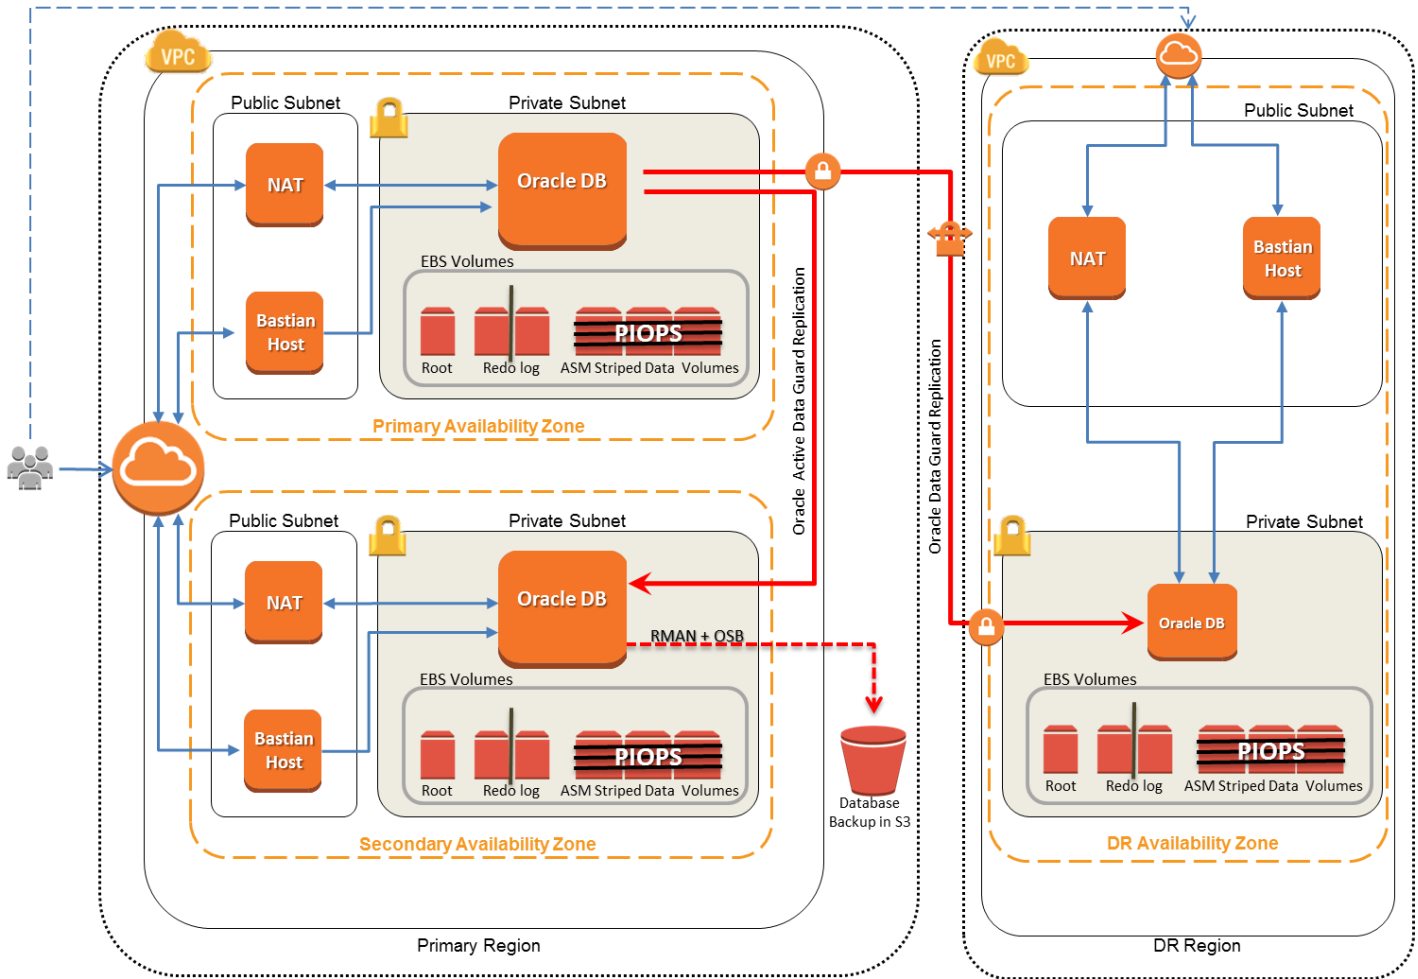 VPC
Public Subnet
Private Subnet
NAT
Oracle DB
Bastian
Host
EBS Volumes
PIOPS
Root
Redo log
ASM Striped Data Volumes
Primary Availability Zone
Oracle Active Data Guard Replication
Public Subnet
Private Subnet
NAT
Oracle DB
RMAN + OSB
Bastian
Host
EBS Volumes
PIOPS
Root
Redo log
ASM Striped Data Volumes
Secondary Availability Zone
Database
Backup in S3
Primary Region
Oracle Data Guard Replication
VPC
Public Subnet
NAT
Bastian
Host
Private Subnet
Oracle DB
EBS Volumes
PIOPS
Root
Redo log
ASM Striped Data Volumes
DR Availability Zone
DR Region